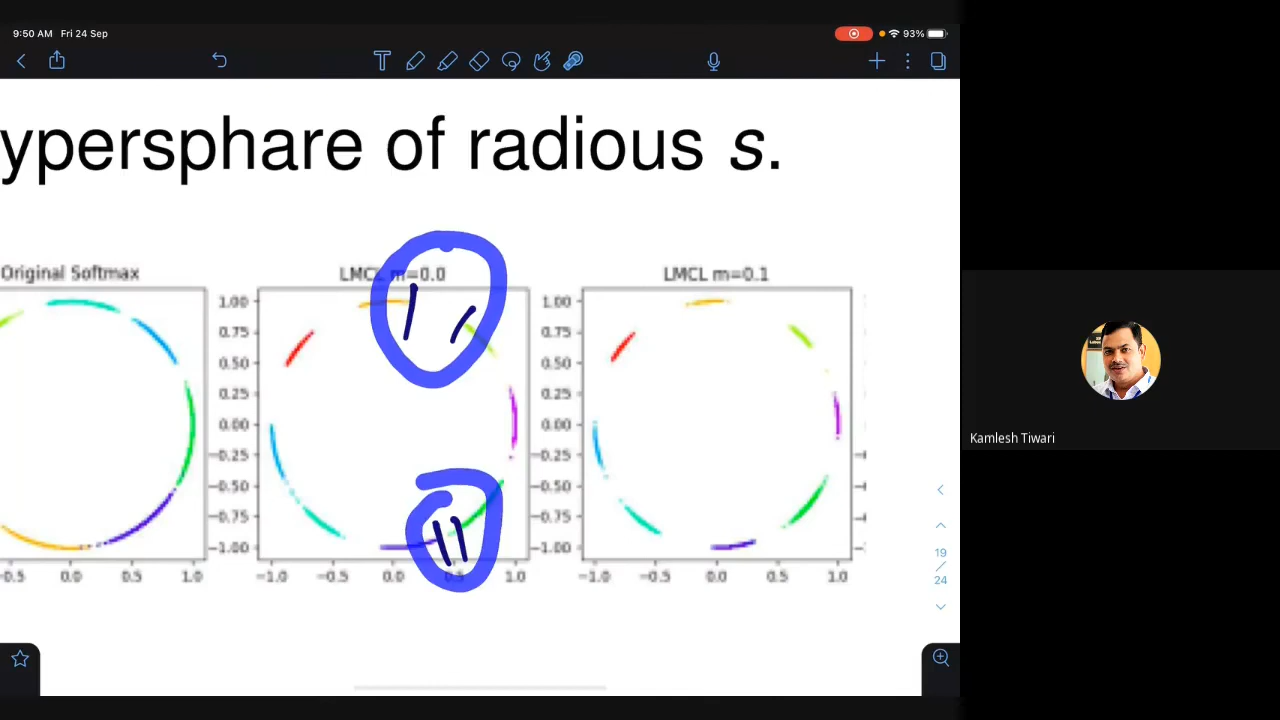 9:50 AM Fri 24 Sep
93%
ypersphare of radious s.
Original Softmax
LMCL m=0.0
LMCL m=0.1
1.00
0.75
0.50
0.25
0.00
−0.25
−0.50
−0.75
−1.00
1.00
0.75
0.50
0.25
0.00
−0.25
−0.50
−0.75
−1.00
−0.5 0.0 0.5 1.0
−1.0 −0.5 0.0 0.5 1.0
−1.0 −0.5 0.0 0.5 1.0
Kamlesh Tiwari
19
24